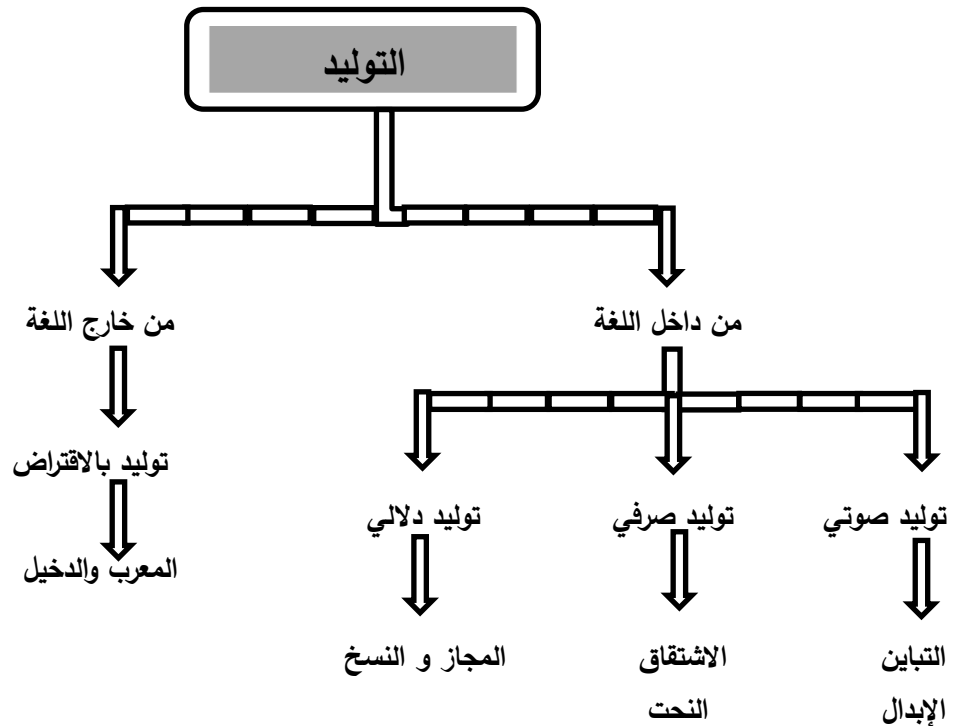 التوليد
من داخل اللغة
من خارج اللغة
توليد صوتي
توليد صرفي
توليد دلالي
توليد بالاقتراض
التباين
الإبدال
الاشتقاق
النحت
المجاز و النسخ
المعرب والدخيل